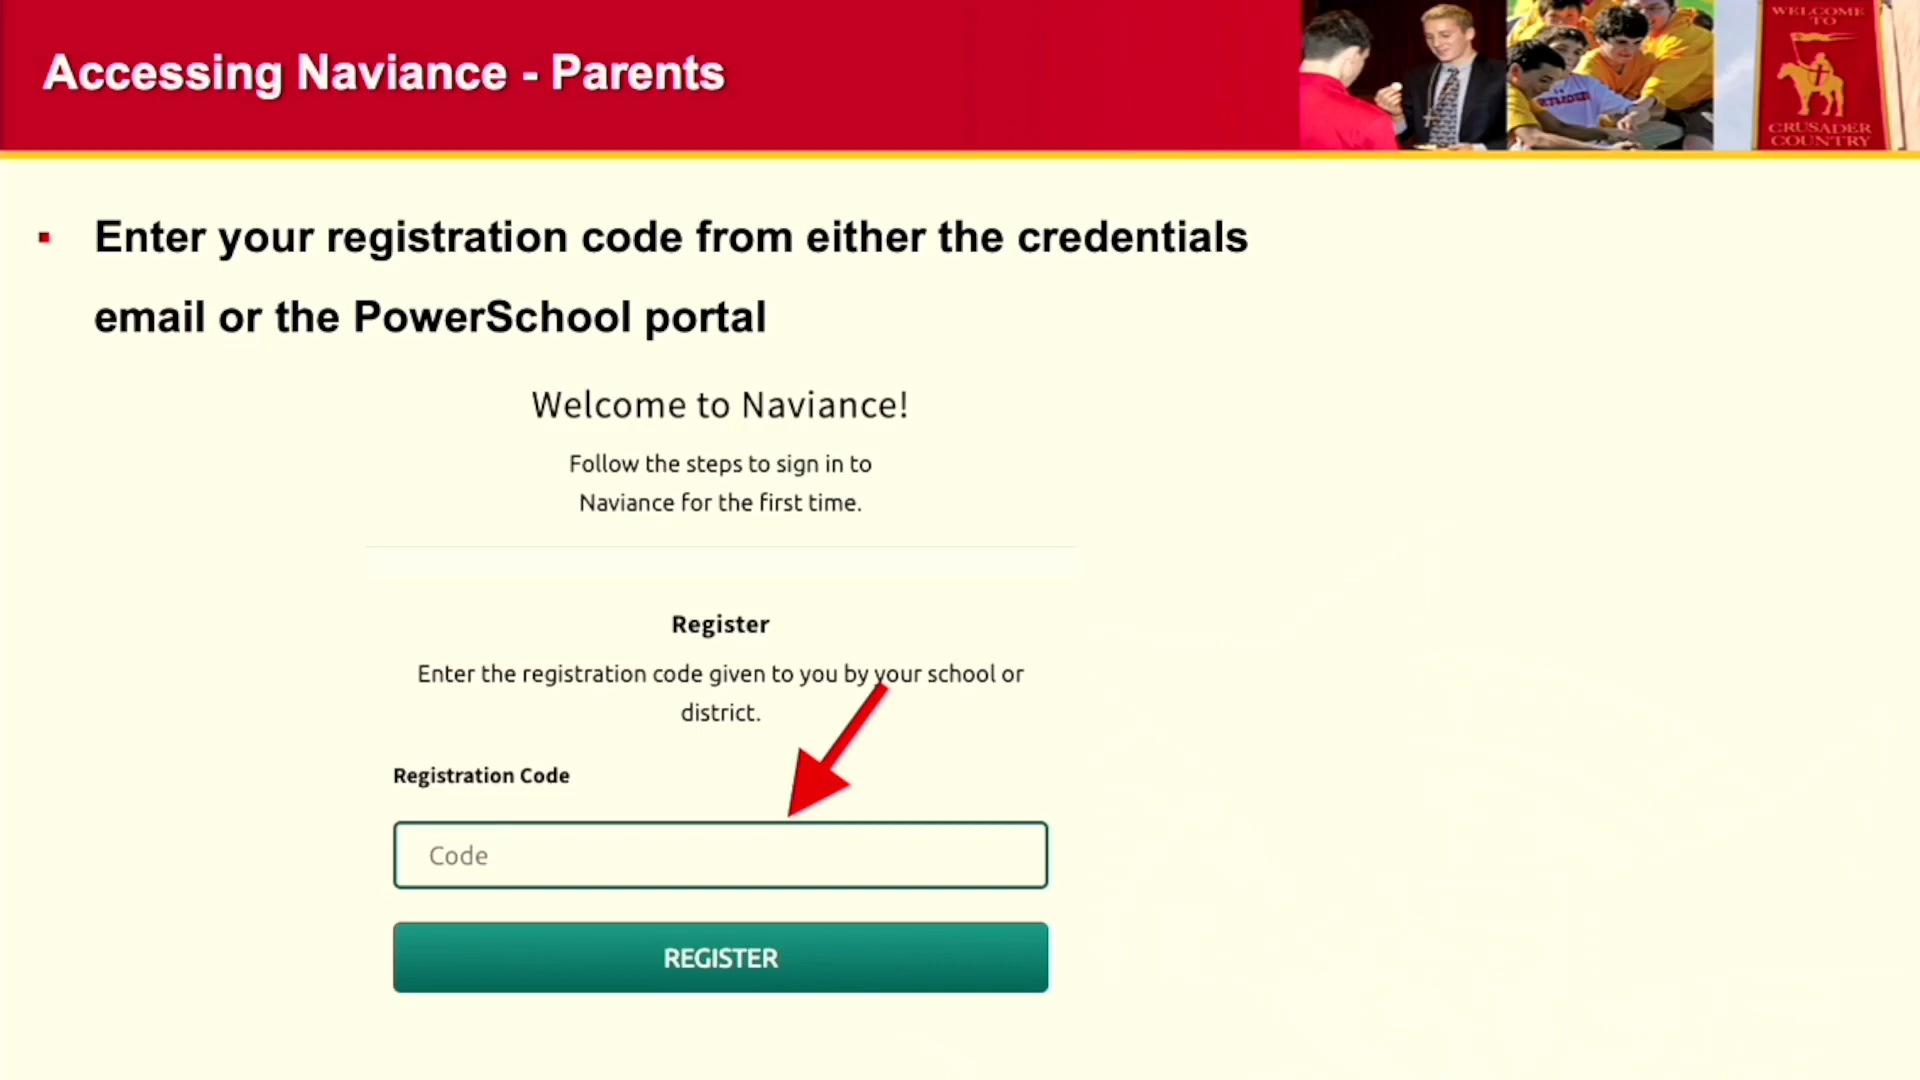 Accessing Naviance - Parents
WELCOME
TO
CRUSADER
COUNTRY
▪ Enter your registration code from either the credentials
email or the PowerSchool portal
Welcome to Naviance!
Follow the steps to sign in to
Naviance for the first time.
Register
Enter the registration code given to you by your school or
district.
Registration Code
Code
REGISTER